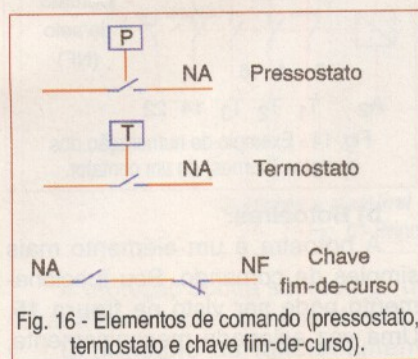 P
NA Pressostato
T
NA Termostato
NA NF Chave
fim-de-curso
Fig. 16 - Elementos de comando (pressostato,
termostato e chave fim-de-curso).